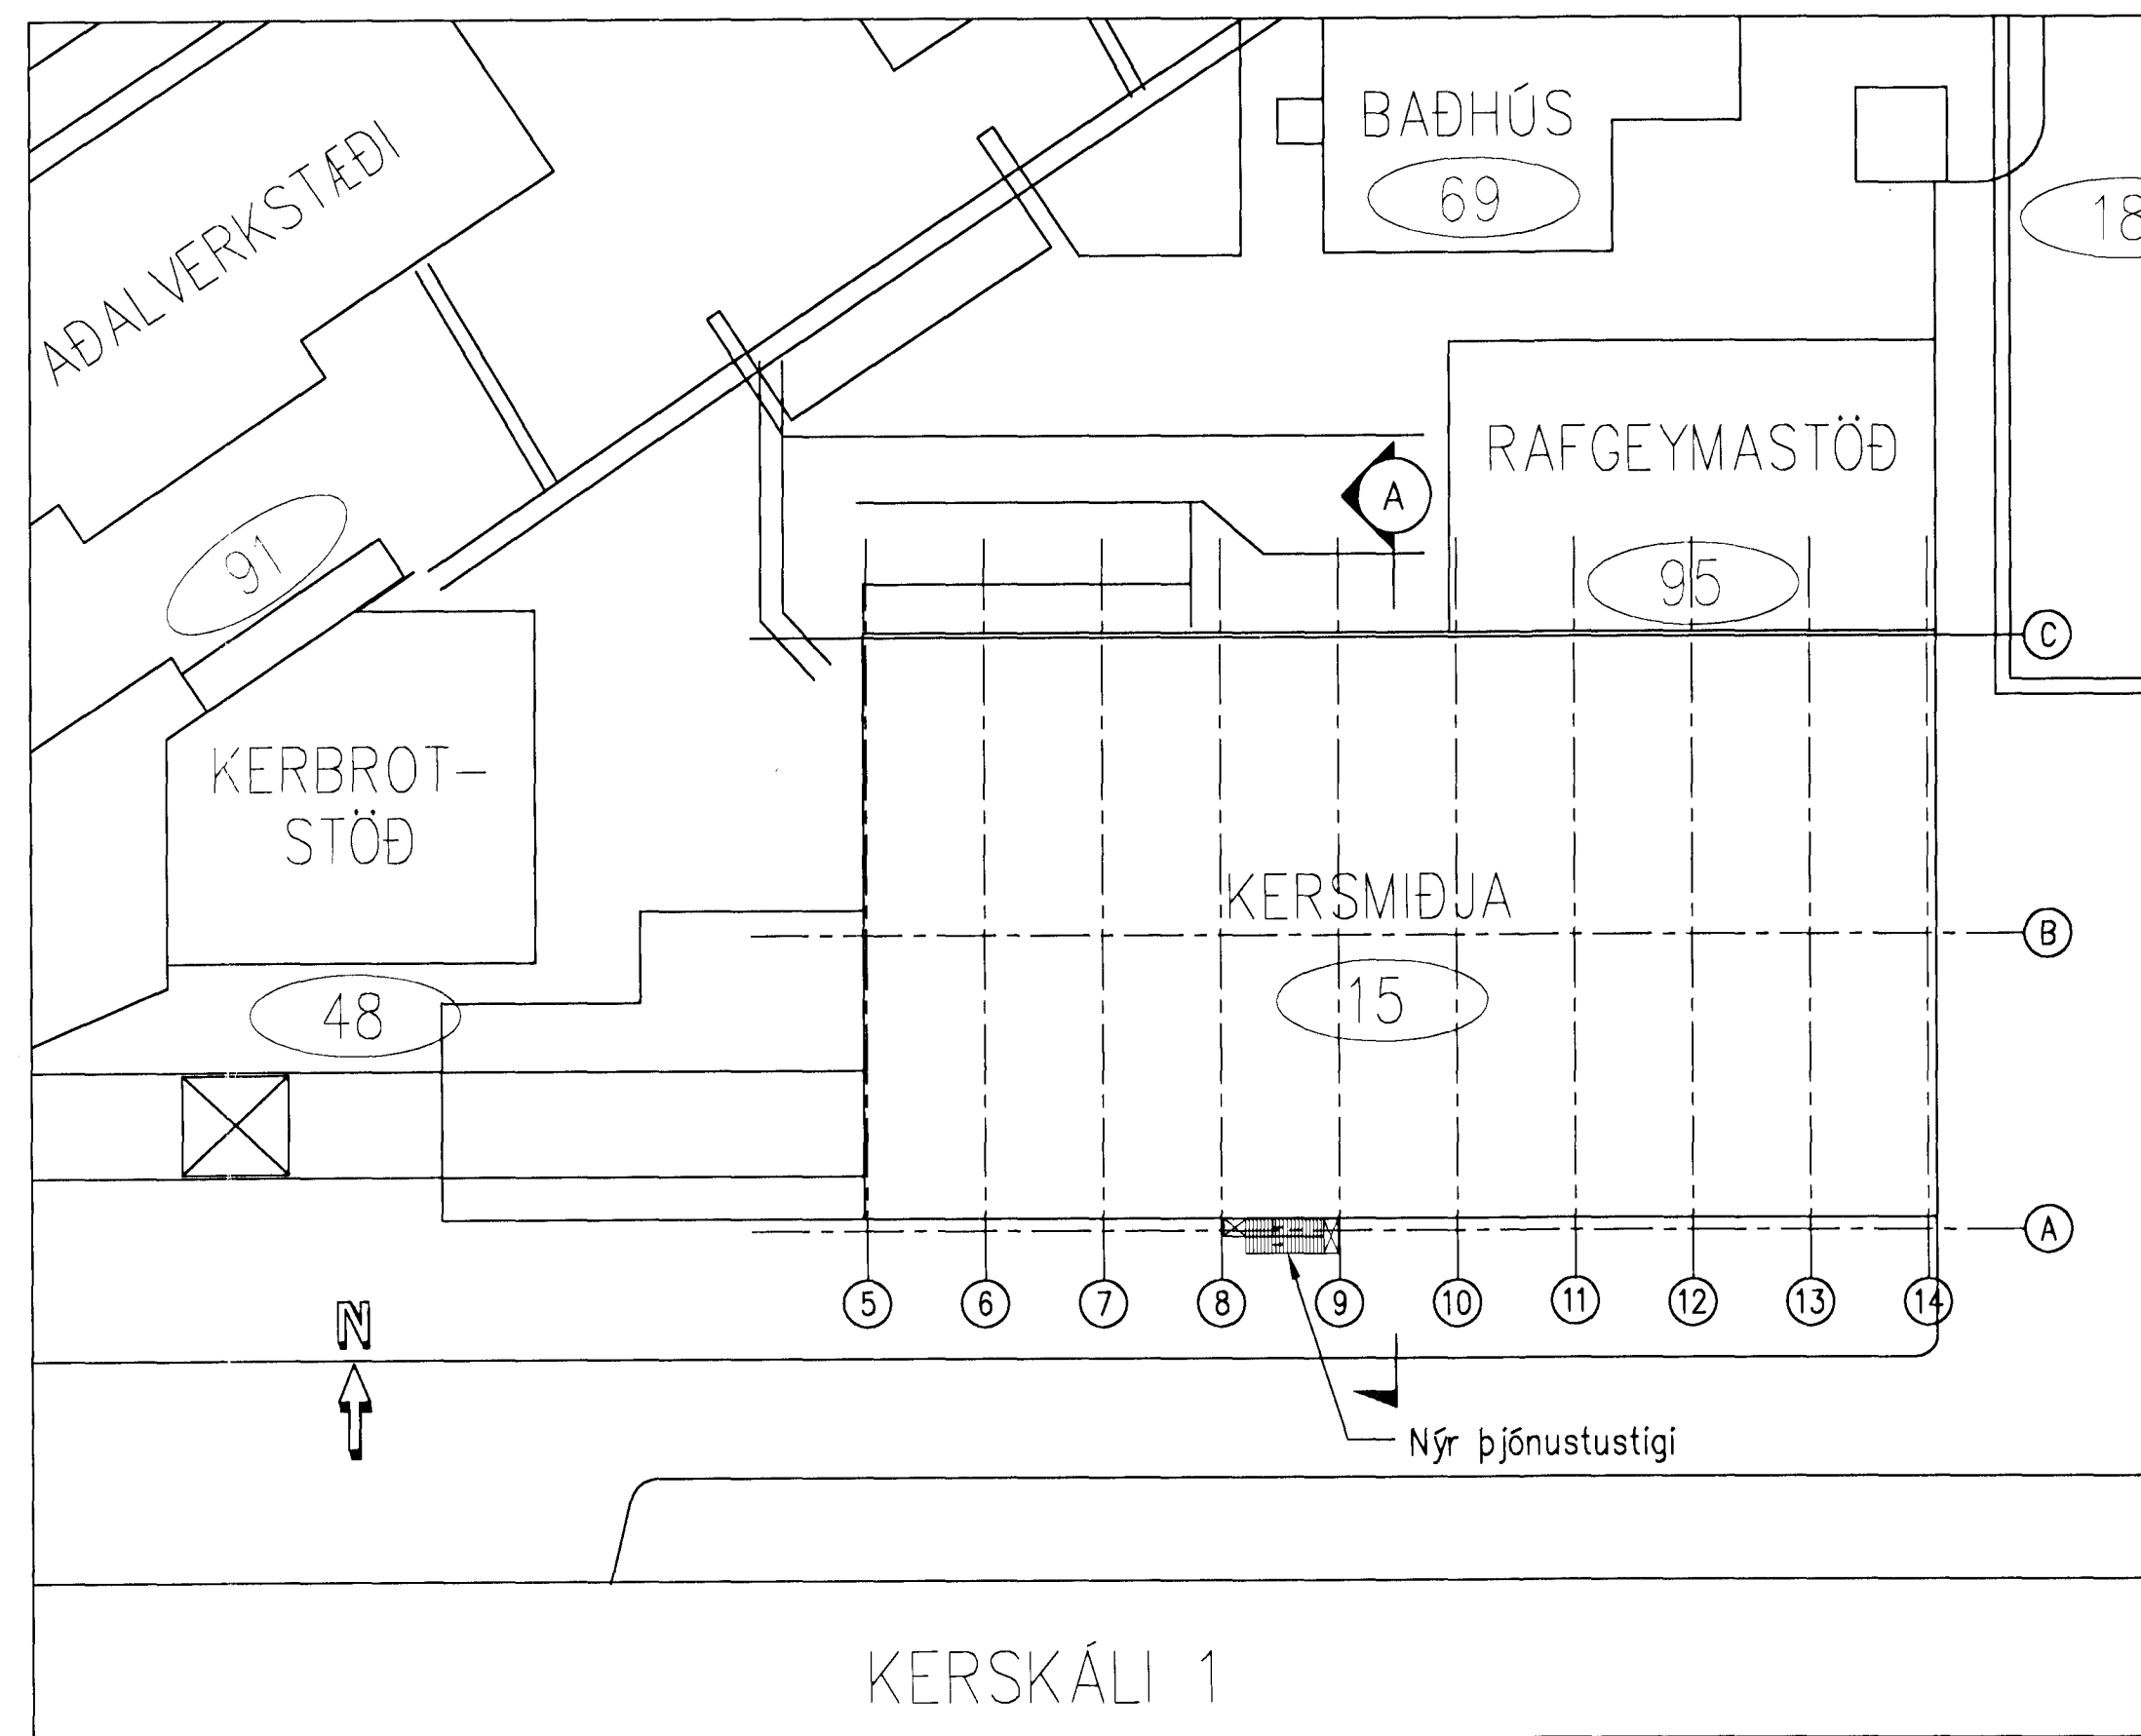 BAÐHÚS
69
AÐALVERKSTÆÐI
18
RAFGEYMASTÖÐ
A
91
95
C
KERBROT-
STÖÐ
KERSMIÐJA
B
15
48
A
5 6 7 8 9 10 11 12 13 14
N
Nýr þjónustustigi
KERSKÁLI 1